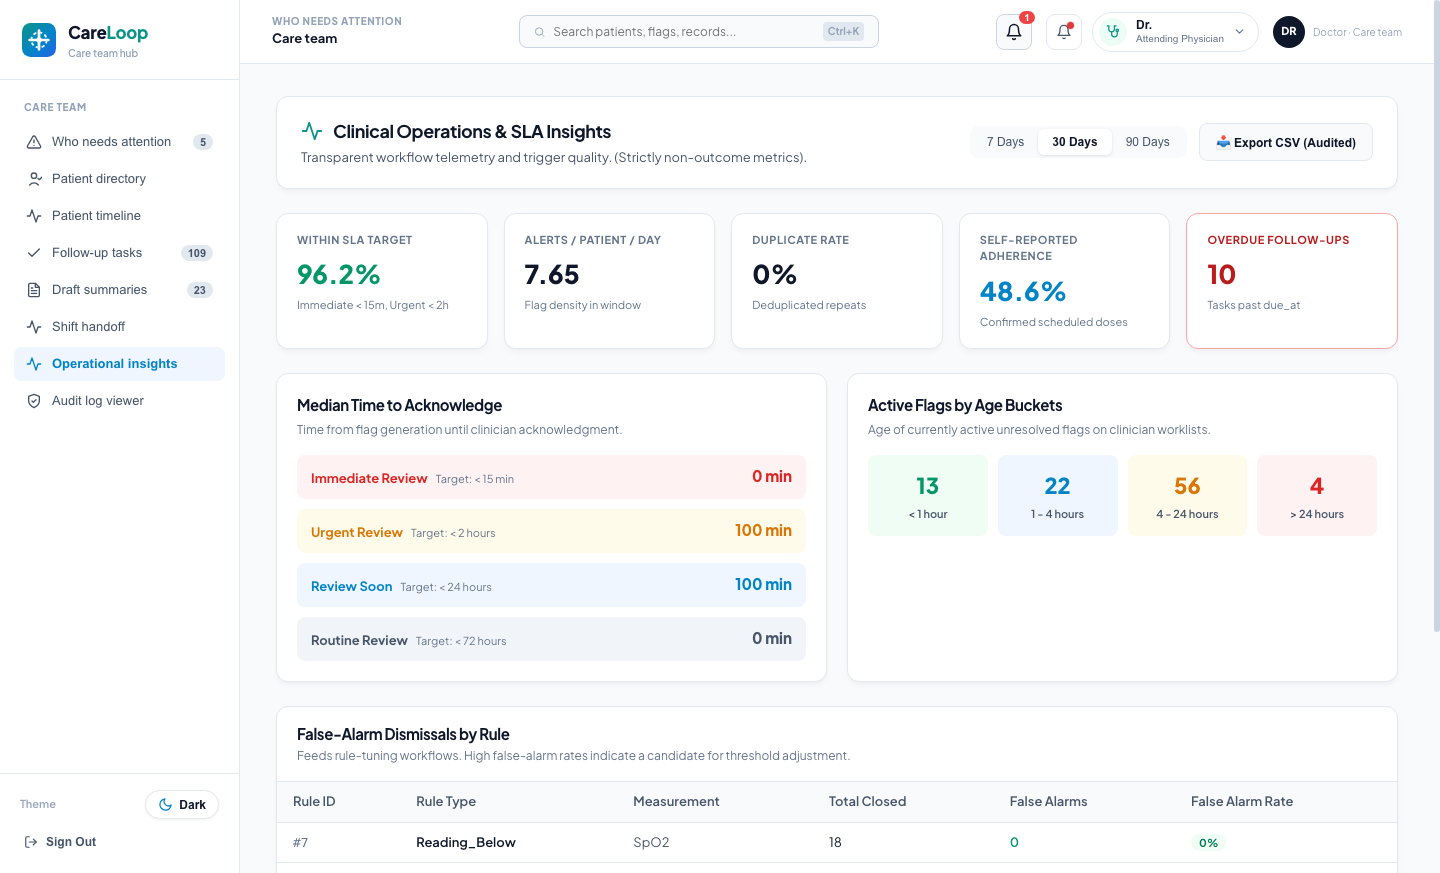 CareLoop
Care team hub
CARE TEAM
Who needs attention 5
Patient directory
Patient timeline
Follow-up tasks 109
Draft summaries 23
Shift handoff
Operational insights
Audit log viewer
Theme Dark
Sign Out
WHO NEEDS ATTENTION
Care team
Search patients, flags, records... Ctrl+K
1
Dr.
Attending Physician
DR Doctor · Care team
Clinical Operations & SLA Insights
Transparent workflow telemetry and trigger quality. (Strictly non-outcome metrics).
7 Days 30 Days 90 Days Export CSV (Audited)
WITHIN SLA TARGET
96.2%
Immediate < 15m, Urgent < 2h
ALERTS / PATIENT / DAY
7.65
Flag density in window
DUPLICATE RATE
0%
Deduplicated repeats
SELF-REPORTED
ADHERENCE
48.6%
Confirmed scheduled doses
OVERDUE FOLLOW-UPS
10
Tasks past due_at
Median Time to Acknowledge
Time from flag generation until clinician acknowledgment.
Immediate Review Target: < 15 min 0 min
Urgent Review Target: < 2 hours 100 min
Review Soon Target: < 24 hours 100 min
Routine Review Target: < 72 hours 0 min
Active Flags by Age Buckets
Age of currently active unresolved flags on clinician worklists.
13
< 1 hour
22
1 - 4 hours
56
4 - 24 hours
4
> 24 hours
False-Alarm Dismissals by Rule
Feeds rule-tuning workflows. High false-alarm rates indicate a candidate for threshold adjustment.
Rule ID Rule Type Measurement Total Closed False Alarms False Alarm Rate
#7 Reading_Below SpO2 18 0 0%